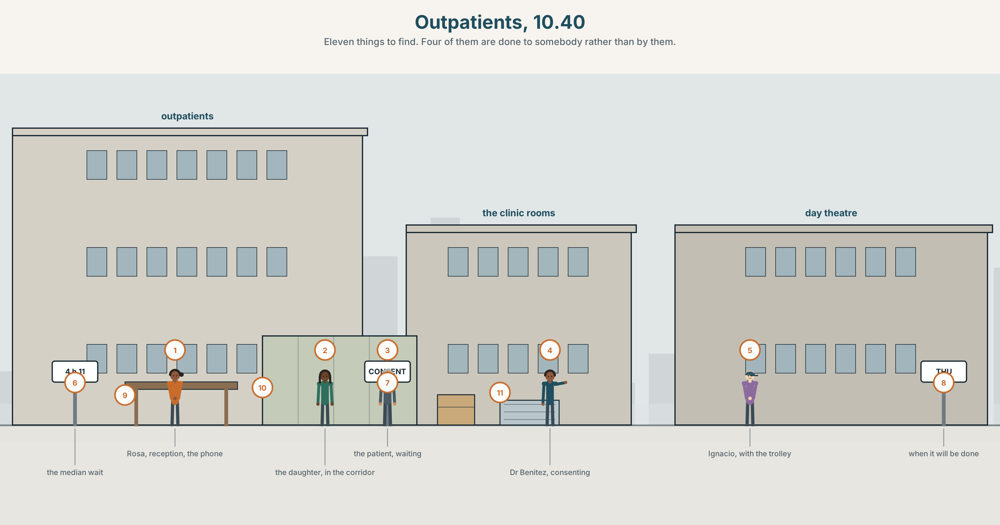 Outpatients, 10.40
Eleven things to find. Four of them are done to somebody rather than by them.
outpatients
the clinic rooms
day theatre
1
2
3
4
5
4 h 11
THU
6
7
8
9
10
11
Rosa, reception, the phone
the patient, waiting
Ignacio, with the trolley
when it will be done
the median wait
the daughter, in the corridor
Dr Benitez, consenting